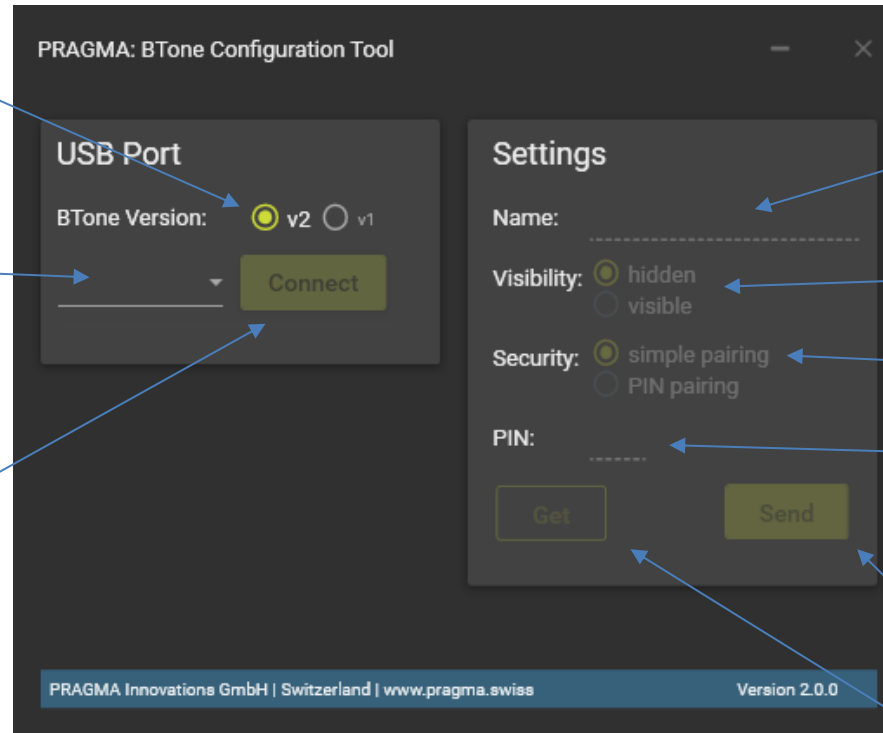 PRAGMA: BTone Configuration Tool
USB Port
BTone Version: v2 v1
Connect
Settings
Name:
Visibility: hidden
visible
Security: simple pairing
PIN pairing
PIN:
Get Send
PRAGMA Innovations GmbH | Switzerland | www.pragma.swiss Version 2.0.0